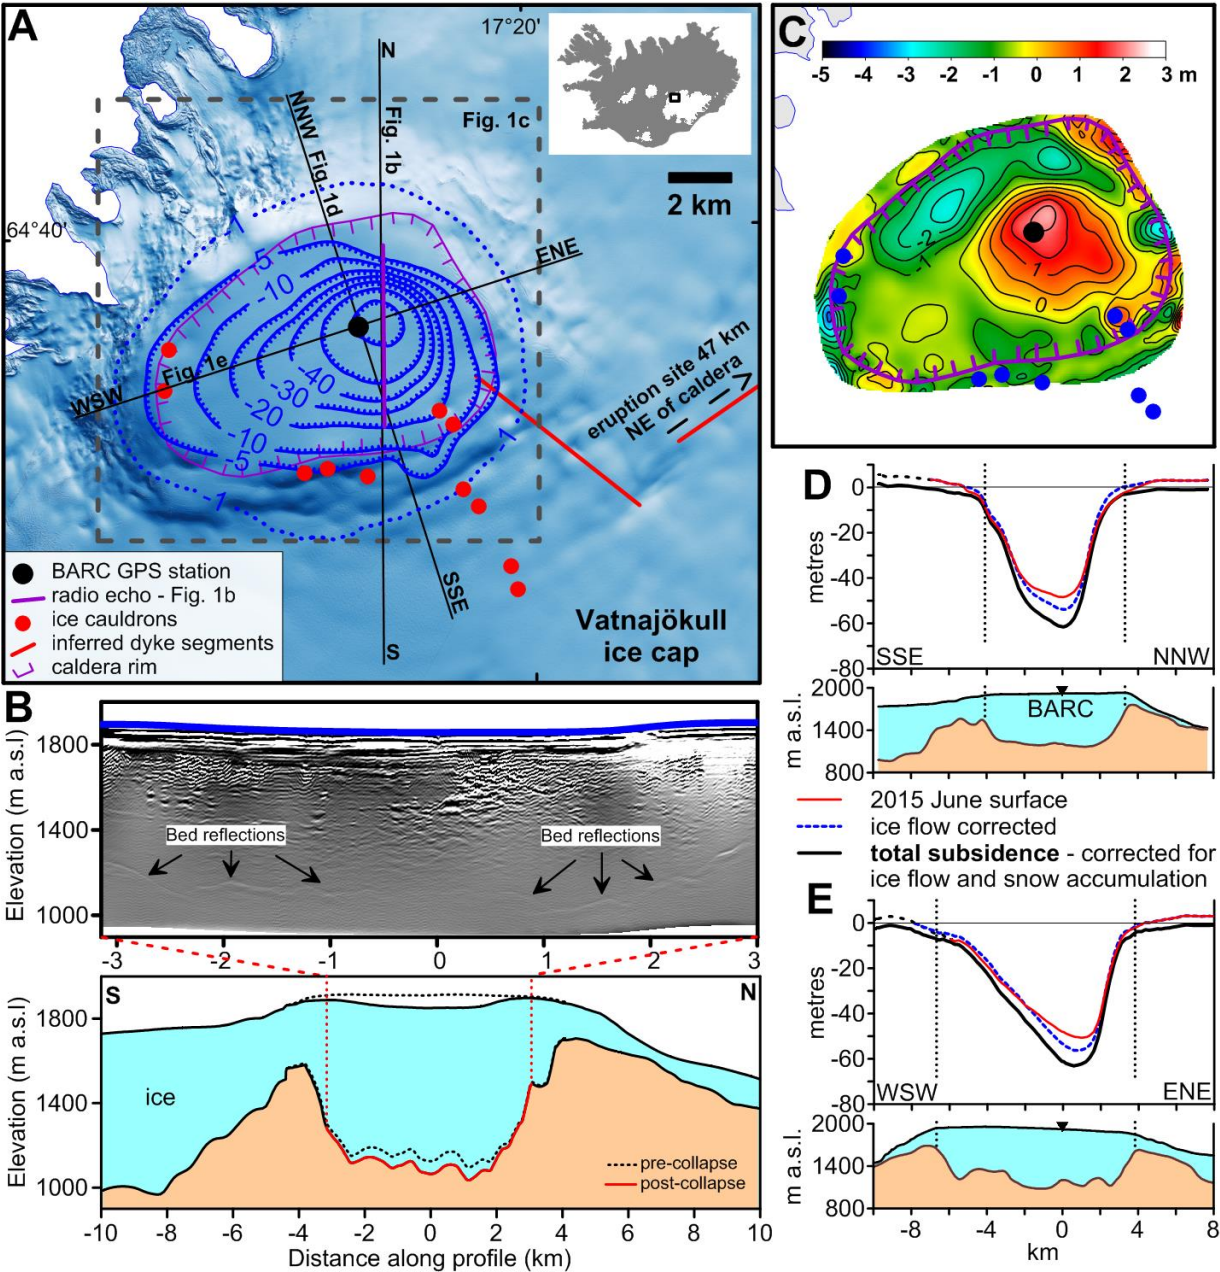 A
17°20'
N
NNW
Fig. 1d
Fig. 1b
Fig. 1c
2 km
64°40'
ENE
-1
-5
-10
-40
-30
-20
-10
-5
-1
-1
Fig. 1e
WSW
eruption site 47 km
NE of caldera
SSE
S
BARC GPS station
radio echo - Fig. 1b
ice cauldrons
inferred dyke segments
caldera rim
Vatnajökull
ice cap
C
-5 -4 -3 -2 -1 0 1 2 3 m
-2
-1
1
0
B
Elevation (m a.s.l)
1800
1400
1000
Bed reflections
Bed reflections
-3 -2 -1 0 1 2 3
S
N
Elevation (m a.s.l)
1800
1400
1000
ice
pre-collapse
post-collapse
-10 -8 -6 -4 -2 0 2 4 6 8 10
Distance along profile (km)
D
metres
0
-20
-40
-60
-80
SSE
NNW
m a.s.l.
2000
1400
800
BARC
2015 June surface
ice flow corrected
total subsidence - corrected for
ice flow and snow accumulation
E
metres
0
-20
-40
-60
-80
WSW
ENE
m a.s.l.
2000
1400
800
-8 -4 0 4 8
km